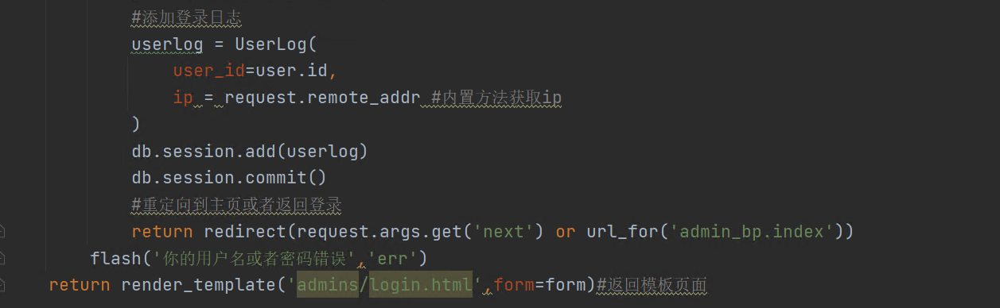 #添加登录日志
userlog = UserLog(
user_id=user.id,
ip = request.remote_addr #内置方法获取ip
)
db.session.add(userlog)
db.session.commit()
#重定向到主页或者返回登录
return redirect(request.args.get('next') or url_for('admin_bp.index'))
flash('你的用户名或者密码错误','err')
return render_template('admins/login.html',form=form)#返回模板页面